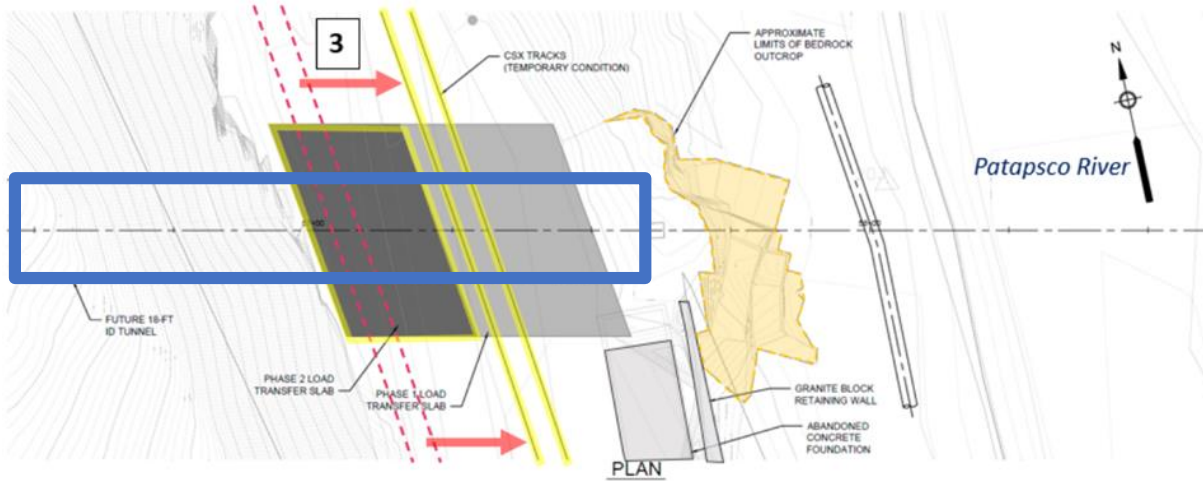 3
CSX TRACKS
(TEMPORARY CONDITION)
APPROXIMATE
LIMITS OF BEDROCK
OUTCROP
N
Patapsco River
FUTURE 18-FT
ID TUNNEL
PHASE 2 LOAD
TRANSFER SLAB
PHASE 1 LOAD
TRANSFER SLAB
GRANITE BLOCK
RETAINING WALL
ABANDONED
CONCRETE
FOUNDATION
PLAN